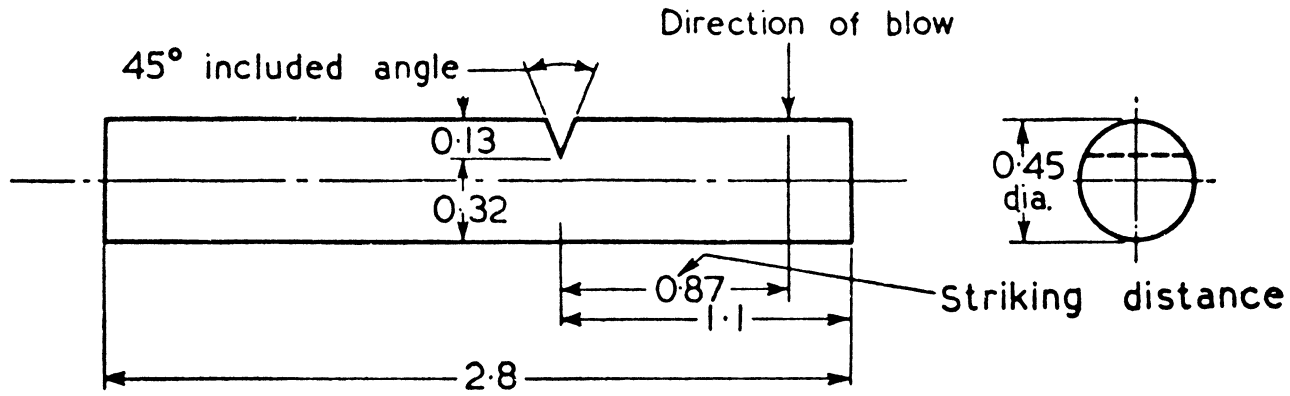 Direction of blow
45° included angle
0·13
0·45
dia.
0·32
0·87
Striking distance
1·1
2·8